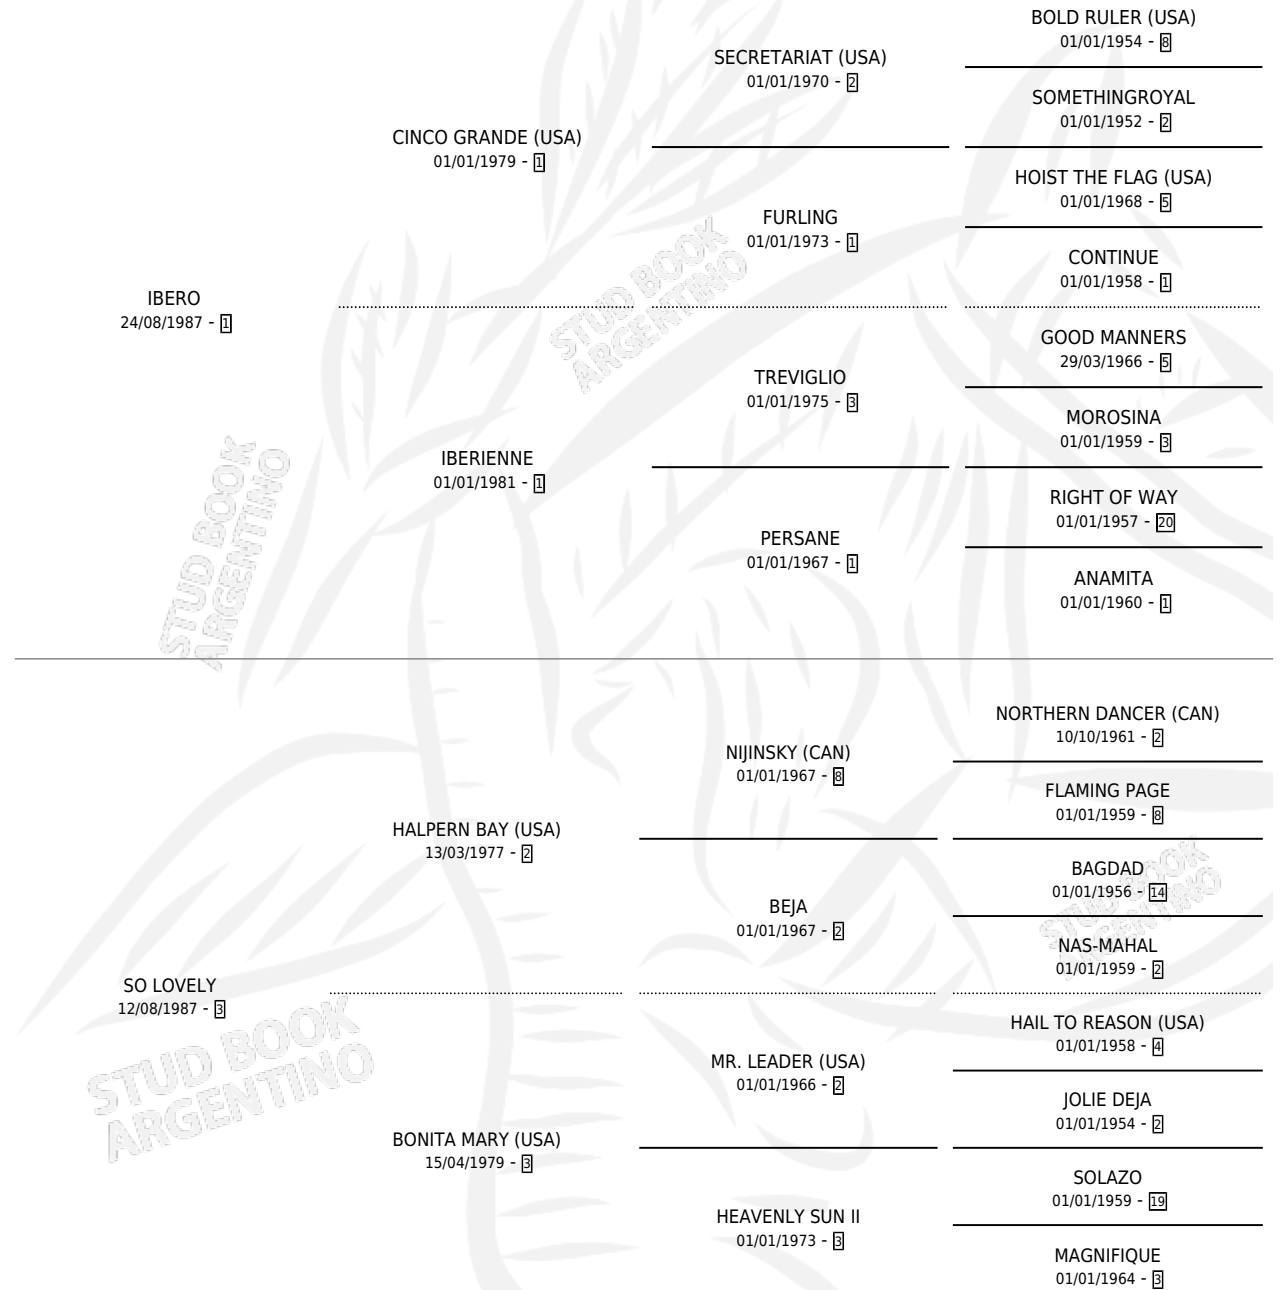 BOLD RULER (USA)
01/01/1954 - 8
SECRETARIAT (USA)
01/01/1970 - 2
SOMETHINGROYAL
01/01/1952 - 2
CINCO GRANDE (USA)
01/01/1979 - 1
HOIST THE FLAG (USA)
01/01/1968 - 5
FURLING
01/01/1973 - 1
CONTINUE
01/01/1958 - 1
IBERO
24/08/1987 - 1
GOOD MANNERS
29/03/1966 - 5
TREVIGLIO
01/01/1975 - 3
MOROSINA
01/01/1959 - 3
IBERIENNE
01/01/1981 - 1
RIGHT OF WAY
01/01/1957 - 20
PERSANE
01/01/1967 - 1
ANAMITA
01/01/1960 - 1
STUD BOOK
ARGENTINO
STUD BOOK
ARGENTINO
NORTHERN DANCER (CAN)
10/10/1961 - 2
NIJINSKY (CAN)
01/01/1967 - 8
FLAMING PAGE
01/01/1959 - 8
HALPERN BAY (USA)
13/03/1977 - 2
BAGDAD
01/01/1956 - 14
BEJA
01/01/1967 - 2
NAS-MAHAL
01/01/1959 - 2
SO LOVELY
12/08/1987 - 3
HAIL TO REASON (USA)
01/01/1958 - 4
MR. LEADER (USA)
01/01/1966 - 2
JOLIE DEJA
01/01/1954 - 2
BONITA MARY (USA)
15/04/1979 - 3
SOLAZO
01/01/1959 - 19
HEAVENLY SUN II
01/01/1973 - 3
MAGNIFIQUE
01/01/1964 - 3
STUD BOOK
ARGENTINO
STUD BOOK
ARGENTINO